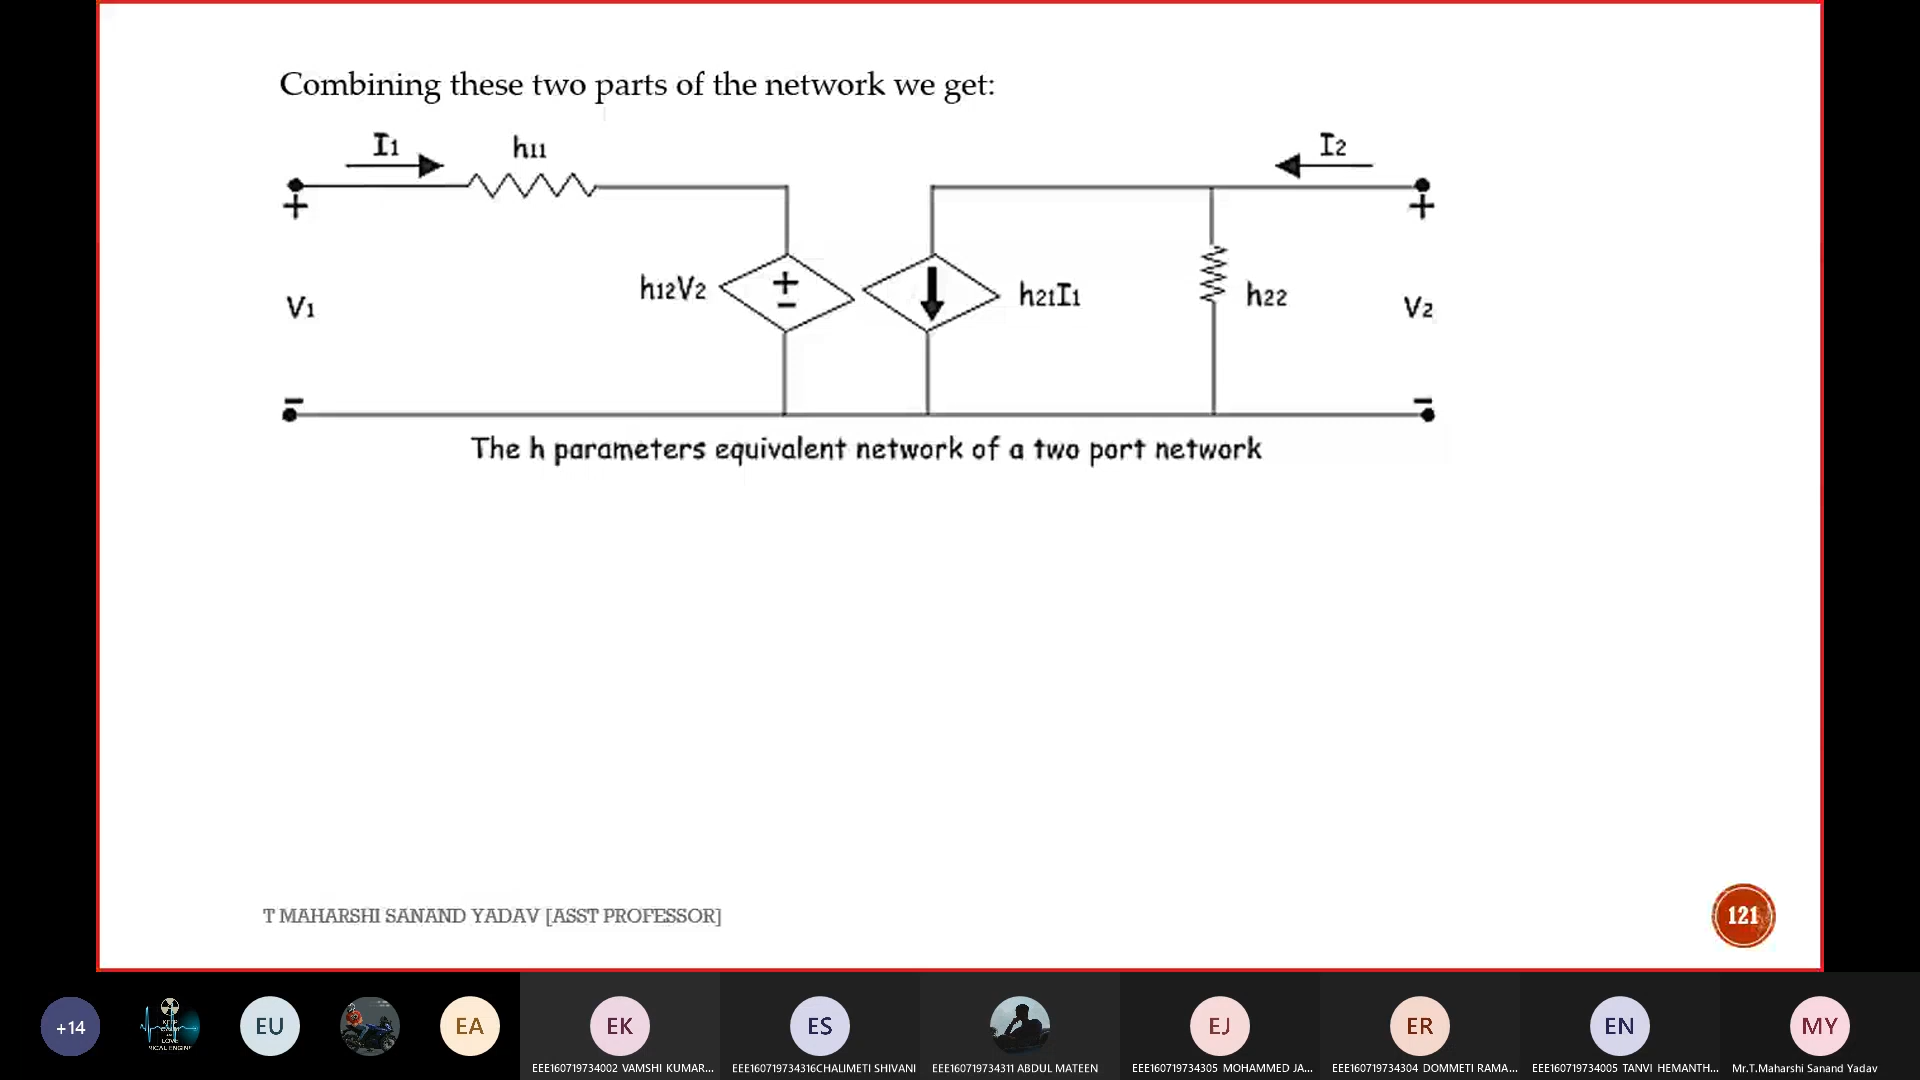 Combining these two parts of the network we get:
I1
h11
I2
+
+
h12V2
+
−
h21I1
h22
V1
V2
−
−
The h parameters equivalent network of a two port network
T MAHARSHI SANAND YADAV [ASST PROFESSOR]
121
+14
EU
EA
EK
ES
EJ
ER
EN
MY
KEEP
LOVE
EEE160719734002 VAMSHI KUMAR...
EEE160719734316CHALIMETI SHIVANI
EEE160719734311 ABDUL MATEEN
EEE160719734305 MOHAMMED JA...
EEE160719734304 DOMMETI RAMA...
EEE160719734005 TANVI HEMANTH...
Mr.T.Maharshi Sanand Yadav